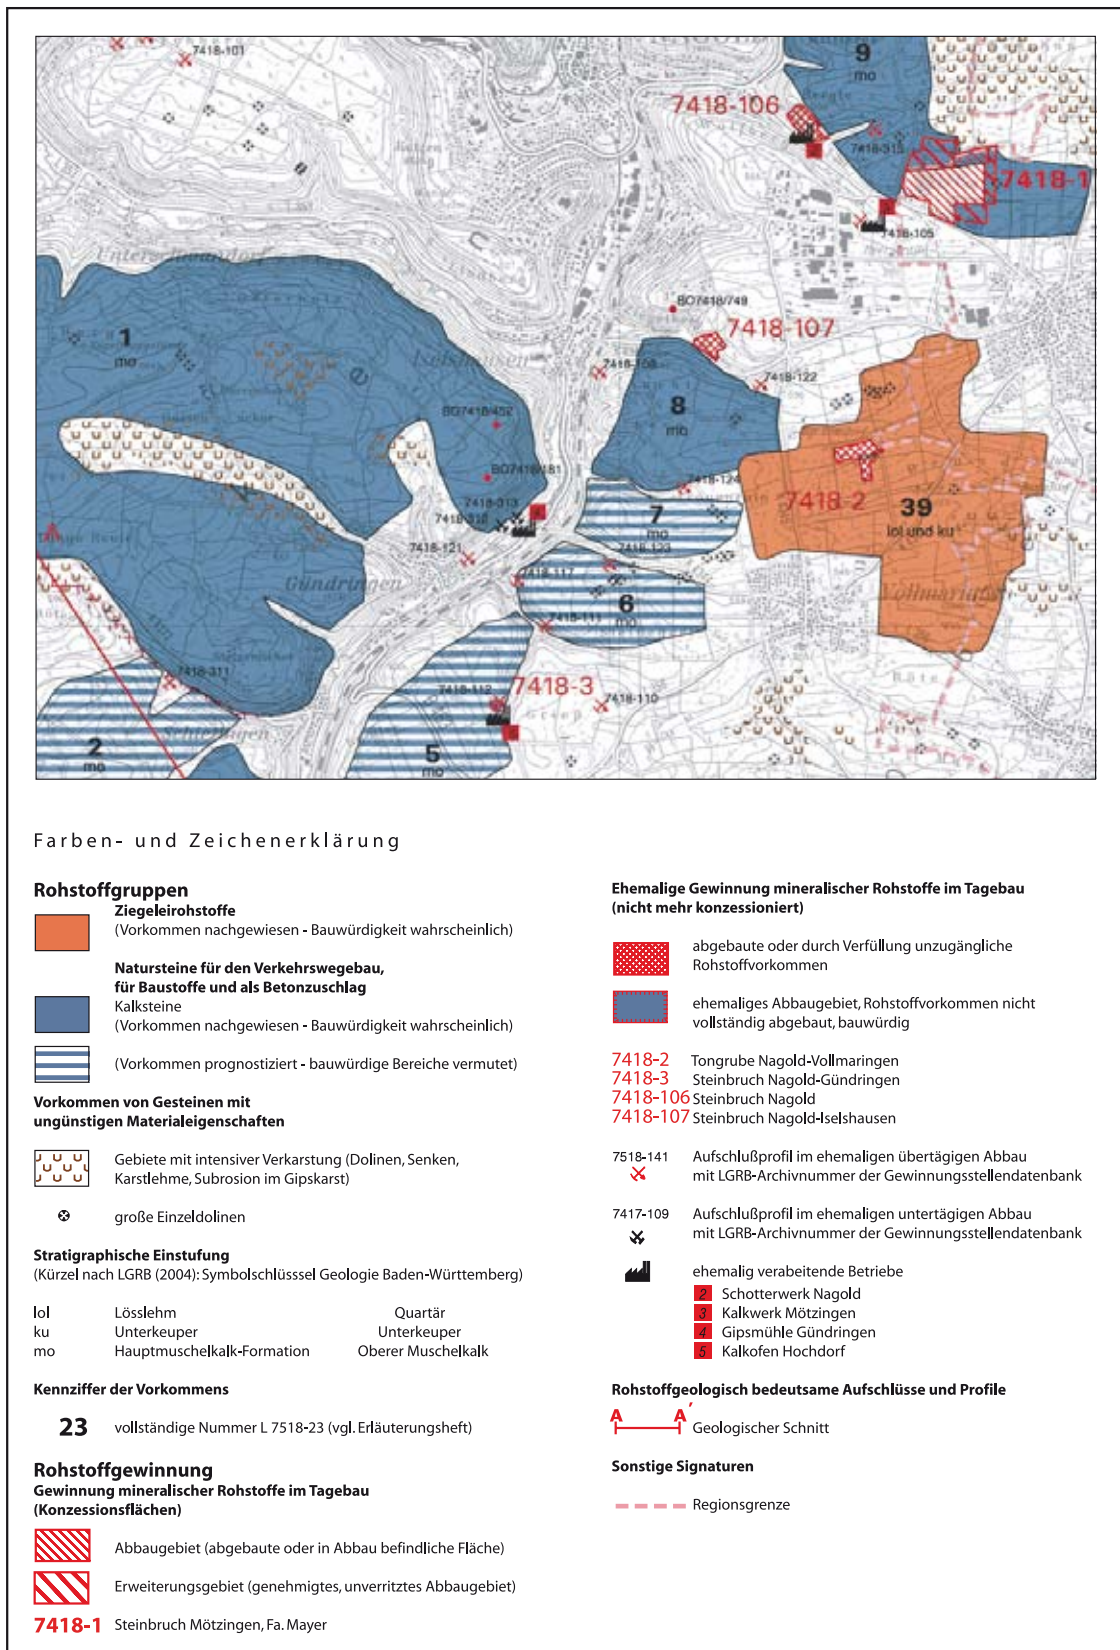 7418-101
9
mo
7418-106
7418-315
7418-1
7418-105
Unterschwandorf
BO7418/749
7418-107
1
mo
Iselshausen
7418-122
8
mo
BO7418/452
BO7418/181
7418-124
7418-2
39
lol und ku
7418-313
7
mo
A
7418-121
7418-123
7418-117
Gündringen
6
mo
Vollmaringen
7418-111
7418-311
7418-112
7418-3
7418-110
Schietingen
2
mo
5
mo
Farben- und Zeichenerklärung
Rohstoffgruppen
Ziegeleirohstoffe
(Vorkommen nachgewiesen - Bauwürdigkeit wahrscheinlich)
Natursteine für den Verkehrswegebau,
für Baustoffe und als Betonzuschlag
Kalksteine
(Vorkommen nachgewiesen - Bauwürdigkeit wahrscheinlich)
(Vorkommen prognostiziert - bauwürdige Bereiche vermutet)
Vorkommen von Gesteinen mit
ungünstigen Materialeigenschaften
Gebiete mit intensiver Verkarstung (Dolinen, Senken,
Karstlehme, Subrosion im Gipskarst)
große Einzeldolinen
Stratigraphische Einstufung
(Kürzel nach LGRB (2004): Symbolschlüsssel Geologie Baden-Württemberg)
lol Lösslehm Quartär
ku Unterkeuper Unterkeuper
mo Hauptmuschelkalk-Formation Oberer Muschelkalk
Kennziffer der Vorkommens
23 vollständige Nummer L 7518-23 (vgl. Erläuterungsheft)
Rohstoffgewinnung
Gewinnung mineralischer Rohstoffe im Tagebau
(Konzessionsflächen)
Abbaugebiet (abgebaute oder in Abbau befindliche Fläche)
Erweiterungsgebiet (genehmigtes, unverritztes Abbaugebiet)
7418-1 Steinbruch Mötzingen, Fa. Mayer
Ehemalige Gewinnung mineralischer Rohstoffe im Tagebau
(nicht mehr konzessioniert)
abgebaute oder durch Verfüllung unzugängliche
Rohstoffvorkommen
ehemaliges Abbaugebiet, Rohstoffvorkommen nicht
vollständig abgebaut, bauwürdig
7418-2 Tongrube Nagold-Vollmaringen
7418-3 Steinbruch Nagold-Gündringen
7418-106 Steinbruch Nagold
7418-107 Steinbruch Nagold-Iselshausen
7518-141 Aufschlußprofil im ehemaligen übertägigen Abbau
mit LGRB-Archivnummer der Gewinnungsstellendatenbank
7417-109 Aufschlußprofil im ehemaligen untertägigen Abbau
mit LGRB-Archivnummer der Gewinnungsstellendatenbank
ehemalig verabeitende Betriebe
2 Schotterwerk Nagold
3 Kalkwerk Mötzingen
4 Gipsmühle Gündringen
5 Kalkofen Hochdorf
Rohstoffgeologisch bedeutsame Aufschlüsse und Profile
A A´
Geologischer Schnitt
Sonstige Signaturen
Regionsgrenze